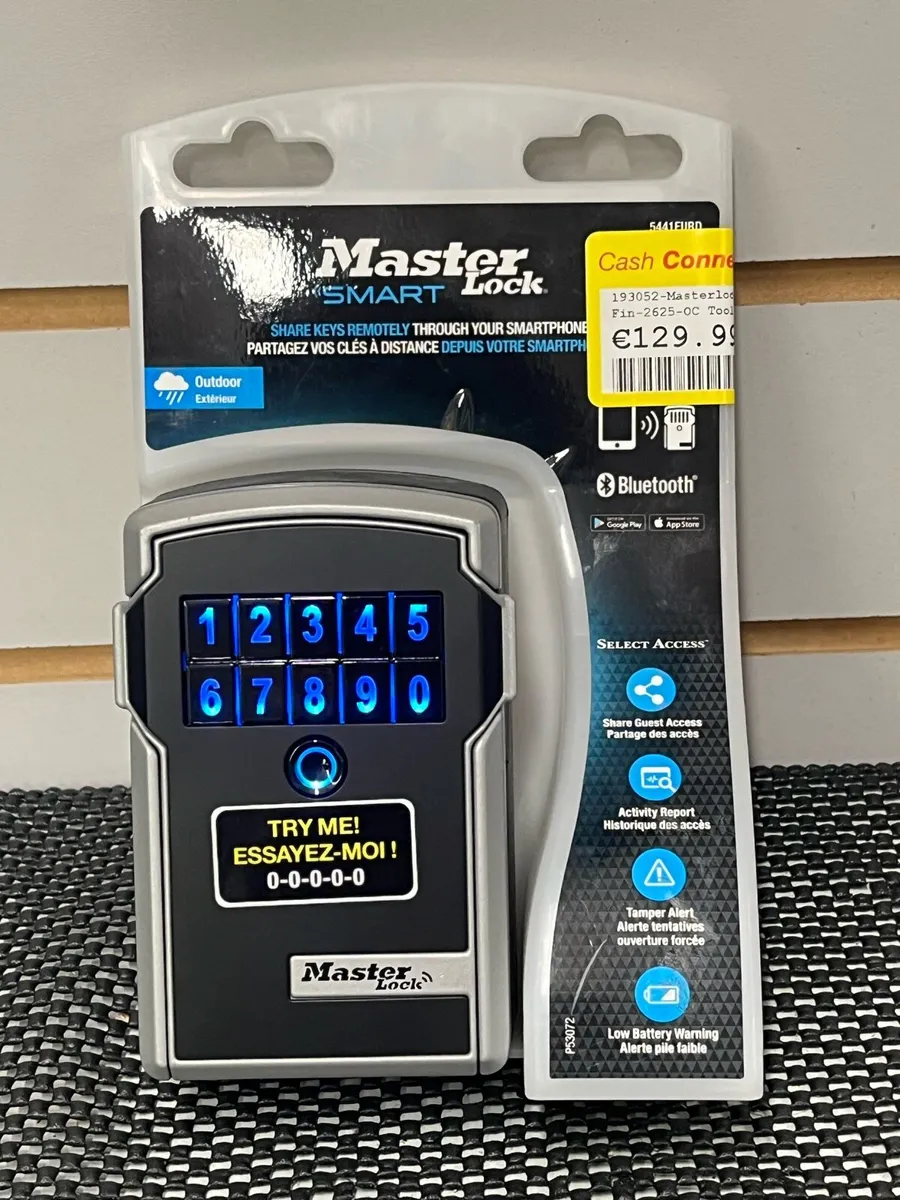 5441EURD
Master
Lock
SMART
SHARE KEYS REMOTELY THROUGH YOUR SMARTPHONE
PARTAGEZ VOS CLÉS À DISTANCE DEPUIS VOTRE SMARTPH
Outdoor
Extérieur
Cash Conne
193052-Masterloc
Fin-2625-OC Tool
€129.99
Bluetooth®
Google Play
App Store
1 2 3 4 5
6 7 8 9 0
TRY ME!
ESSAYEZ-MOI !
0-0-0-0-0
Master
Lock
SELECT ACCESS™
Share Guest Access
Partage des accès
Activity Report
Historique des accès
Tamper Alert
Alerte tentatives
ouverture forcée
Low Battery Warning
Alerte pile faible
P53072